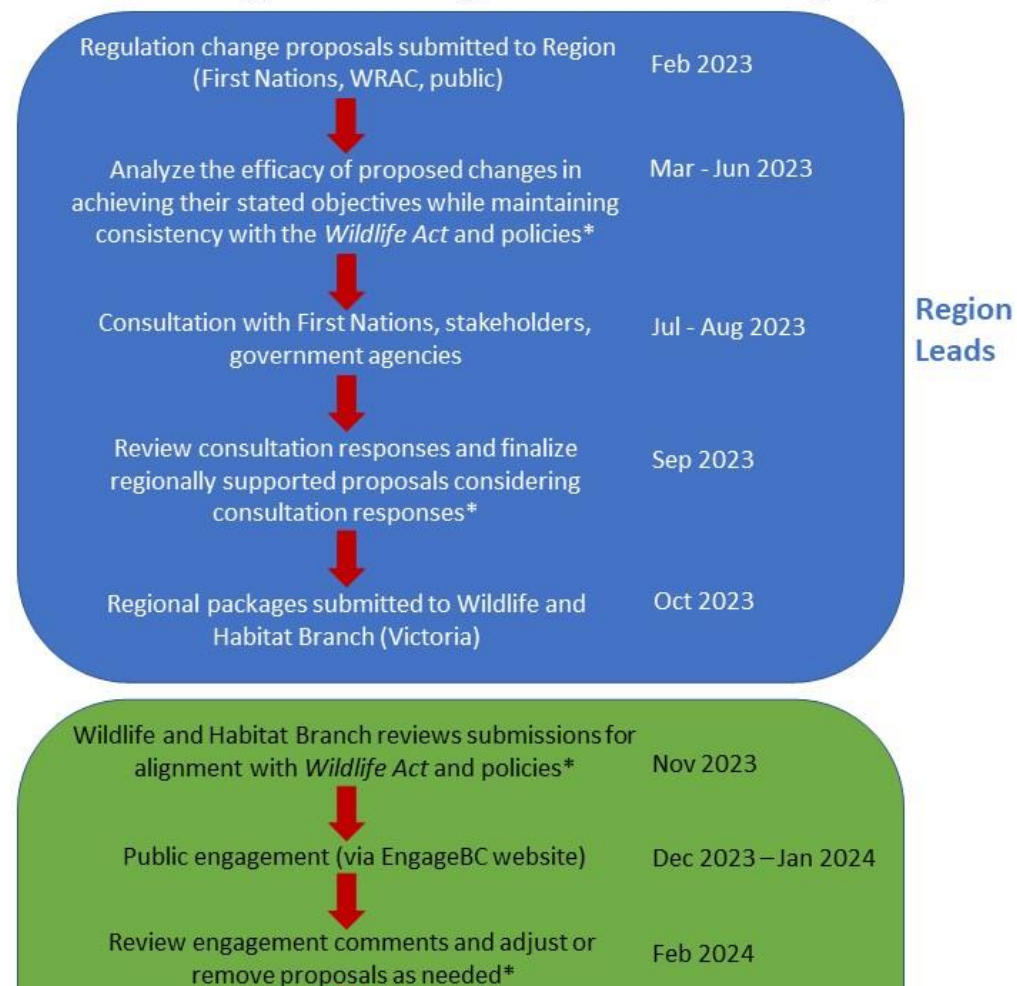 Regulation change proposals submitted to Region
(First Nations, WRAC, public)
Feb 2023
Analyze the efficacy of proposed changes in
achieving their stated objectives while maintaining
consistency with the Wildlife Act and policies*
Mar - Jun 2023
Consultation with First Nations, stakeholders,
government agencies
Jul - Aug 2023
Region
Leads
Review consultation responses and finalize
regionally supported proposals considering
consultation responses*
Sep 2023
Regional packages submitted to Wildlife and
Habitat Branch (Victoria)
Oct 2023
Wildlife and Habitat Branch reviews submissions for
alignment with Wildlife Act and policies*
Nov 2023
Public engagement (via EngageBC website)
Dec 2023 – Jan 2024
Review engagement comments and adjust or
remove proposals as needed*
Feb 2024